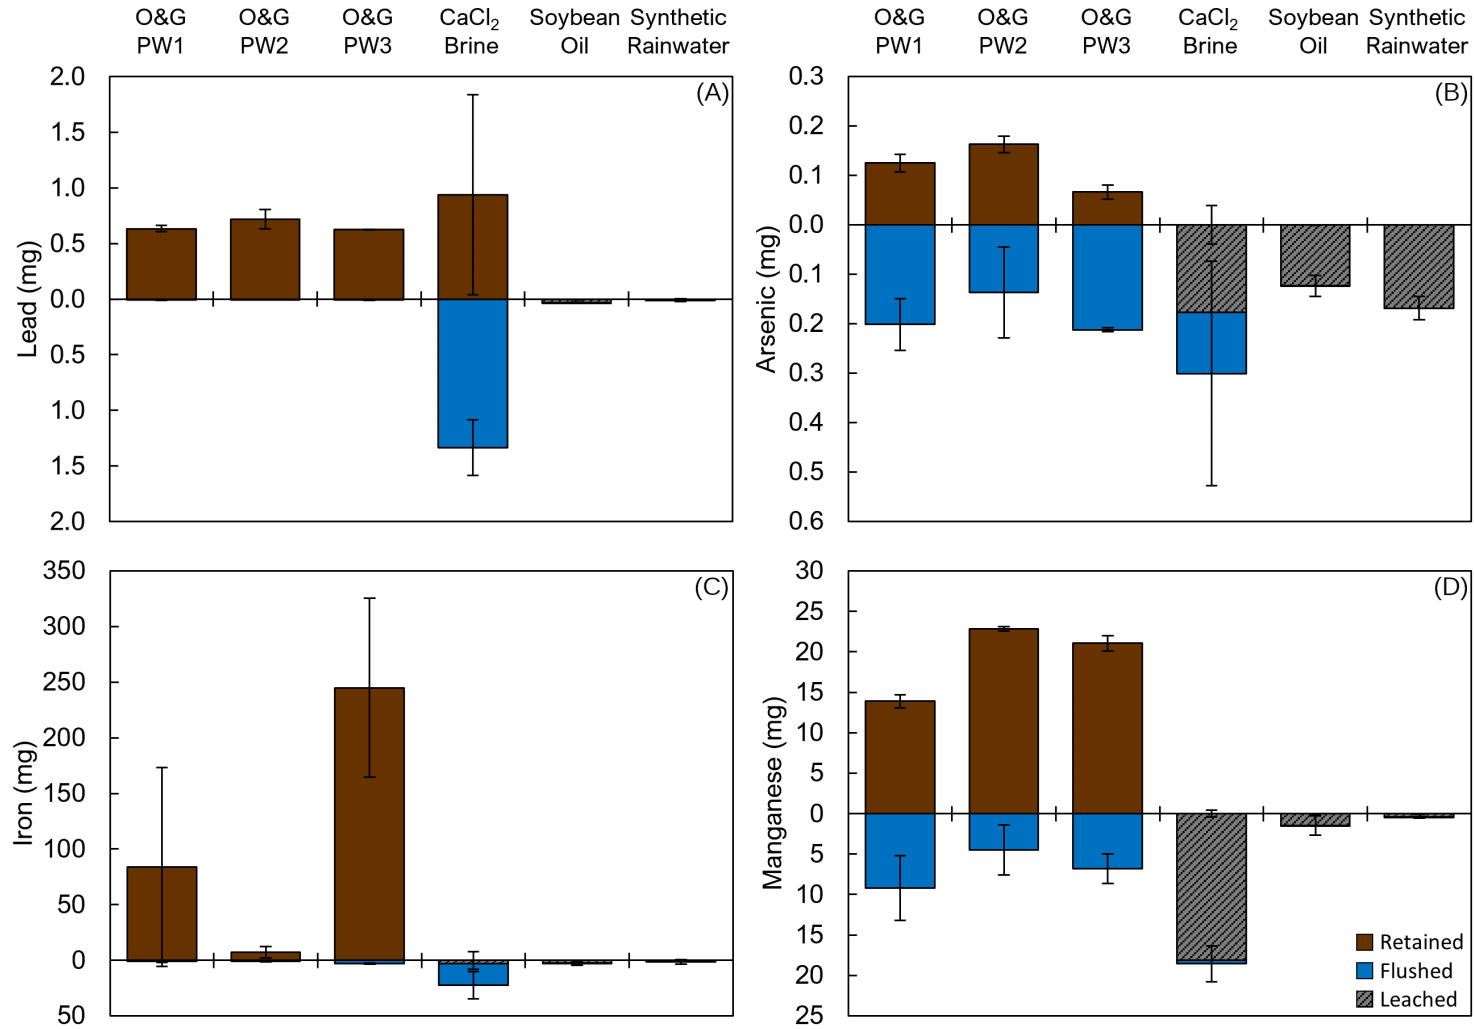 O&G PW1
O&G PW2
O&G PW3
CaCl₂ Brine
Soybean Oil
Synthetic Rainwater
O&G PW1
O&G PW2
O&G PW3
CaCl₂ Brine
Soybean Oil
Synthetic Rainwater
(A)
Lead (mg)
2.0
1.5
1.0
0.5
0.0
0.5
1.0
1.5
2.0
(B)
Arsenic (mg)
0.3
0.2
0.1
0.0
0.1
0.2
0.3
0.4
0.5
0.6
(C)
Iron (mg)
350
300
250
200
150
100
50
0
50
(D)
Manganese (mg)
30
25
20
15
10
5
0
5
10
15
20
25
Retained
Flushed
Leached